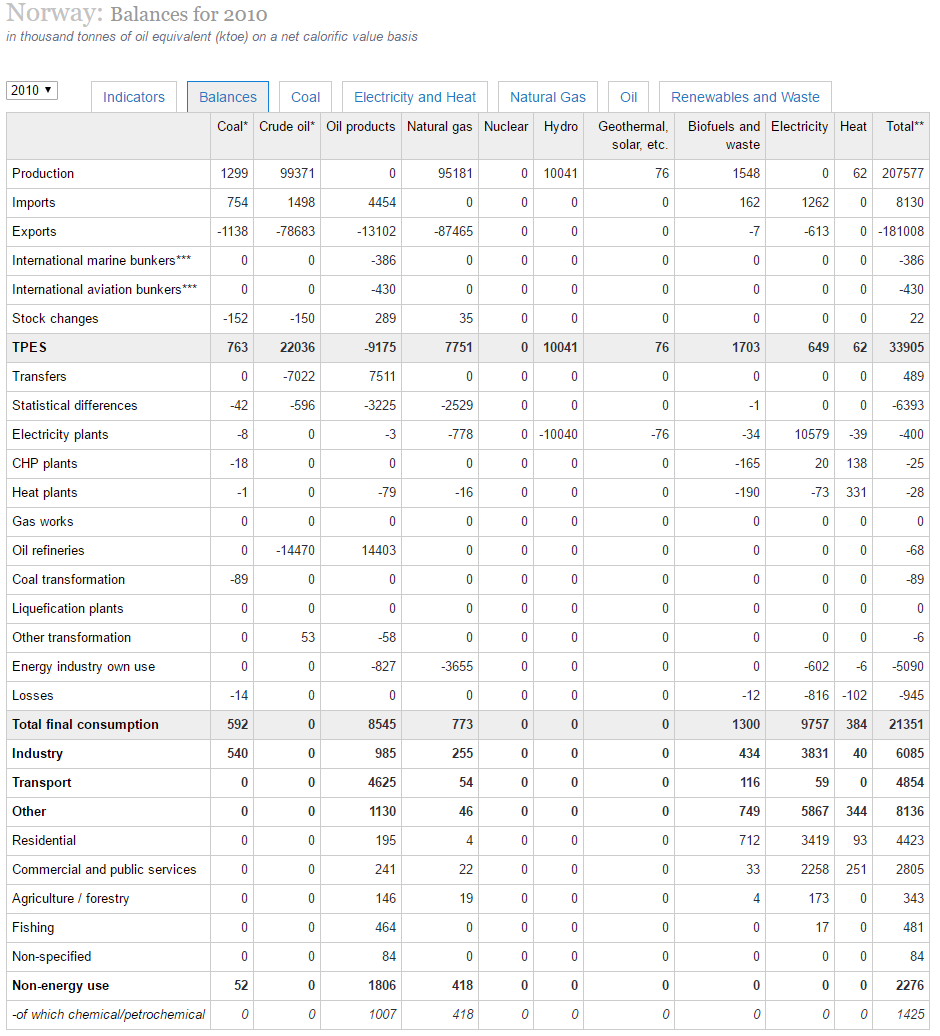 Norway: Balances for 2010
in thousand tonnes of oil equivalent (ktoe) on a net calorific value basis
2010 ▼ Indicators Balances Coal Electricity and Heat Natural Gas Oil Renewables and Waste
Coal* Crude oil* Oil products Natural gas Nuclear Hydro Geothermal, solar, etc. Biofuels and waste Electricity Heat Total**
Production 1299 99371 0 95181 0 10041 76 1548 0 62 207577
Imports 754 1498 4454 0 0 0 0 162 1262 0 8130
Exports -1138 -78683 -13102 -87465 0 0 0 -7 -613 0 -181008
International marine bunkers*** 0 0 -386 0 0 0 0 0 0 0 -386
International aviation bunkers*** 0 0 -430 0 0 0 0 0 0 0 -430
Stock changes -152 -150 289 35 0 0 0 0 0 0 22
TPES 763 22036 -9175 7751 0 10041 76 1703 649 62 33905
Transfers 0 -7022 7511 0 0 0 0 0 0 0 489
Statistical differences -42 -596 -3225 -2529 0 0 0 -1 0 0 -6393
Electricity plants -8 0 -3 -778 0 -10040 -76 -34 10579 -39 -400
CHP plants -18 0 0 0 0 0 0 -165 20 138 -25
Heat plants -1 0 -79 -16 0 0 0 -190 -73 331 -28
Gas works 0 0 0 0 0 0 0 0 0 0 0
Oil refineries 0 -14470 14403 0 0 0 0 0 0 0 -68
Coal transformation -89 0 0 0 0 0 0 0 0 0 -89
Liquefication plants 0 0 0 0 0 0 0 0 0 0 0
Other transformation 0 53 -58 0 0 0 0 0 0 0 -6
Energy industry own use 0 0 -827 -3655 0 0 0 0 -602 -6 -5090
Losses -14 0 0 0 0 0 0 -12 -816 -102 -945
Total final consumption 592 0 8545 773 0 0 0 1300 9757 384 21351
Industry 540 0 985 255 0 0 0 434 3831 40 6085
Transport 0 0 4625 54 0 0 0 116 59 0 4854
Other 0 0 1130 46 0 0 0 749 5867 344 8136
Residential 0 0 195 4 0 0 0 712 3419 93 4423
Commercial and public services 0 0 241 22 0 0 0 33 2258 251 2805
Agriculture / forestry 0 0 146 19 0 0 0 4 173 0 343
Fishing 0 0 464 0 0 0 0 0 17 0 481
Non-specified 0 0 84 0 0 0 0 0 0 0 84
Non-energy use 52 0 1806 418 0 0 0 0 0 0 2276
-of which chemical/petrochemical 0 0 1007 418 0 0 0 0 0 0 1425